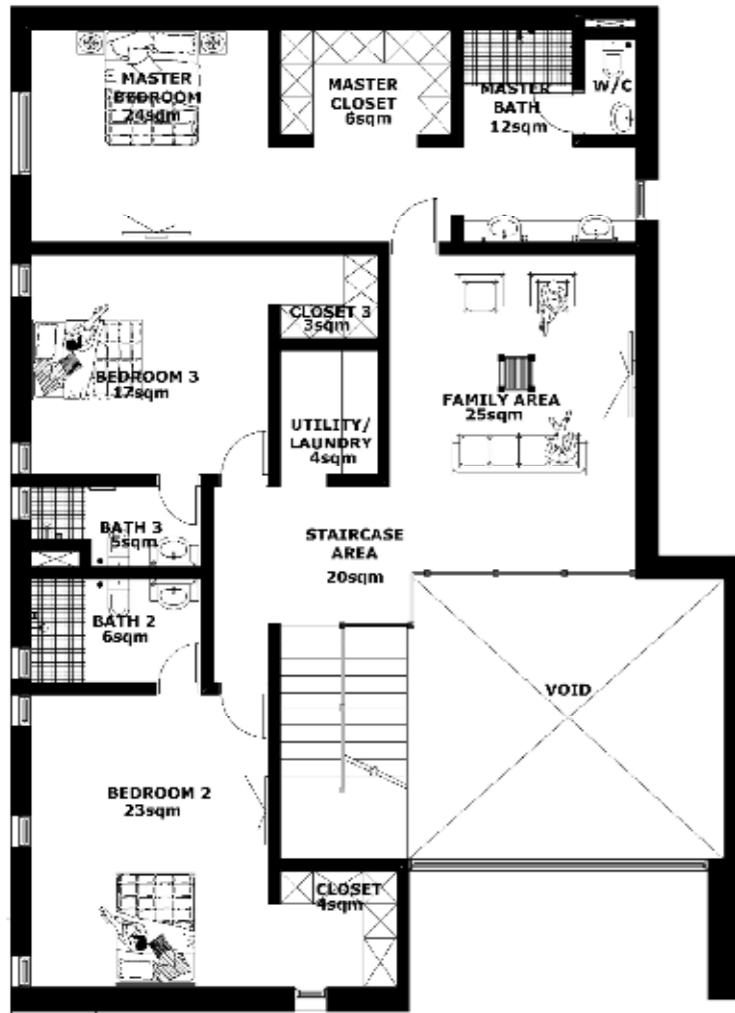 MASTER
BEDROOM
24sqm
MASTER
CLOSET
6sqm
MASTER
BATH
12sqm
W/C
CLOSET 3
3sqm
BEDROOM 3
17sqm
UTILITY/
LAUNDRY
4sqm
FAMILY AREA
25sqm
BATH 3
5sqm
STAIRCASE
AREA
20sqm
BATH 2
6sqm
VOID
BEDROOM 2
23sqm
CLOSET
4sqm